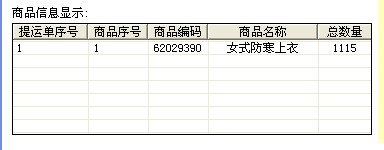 商品信息显示:
提运单序号 商品序号 商品编码 商品名称 总数量
1 1 62029390 女式防寒上衣 1115